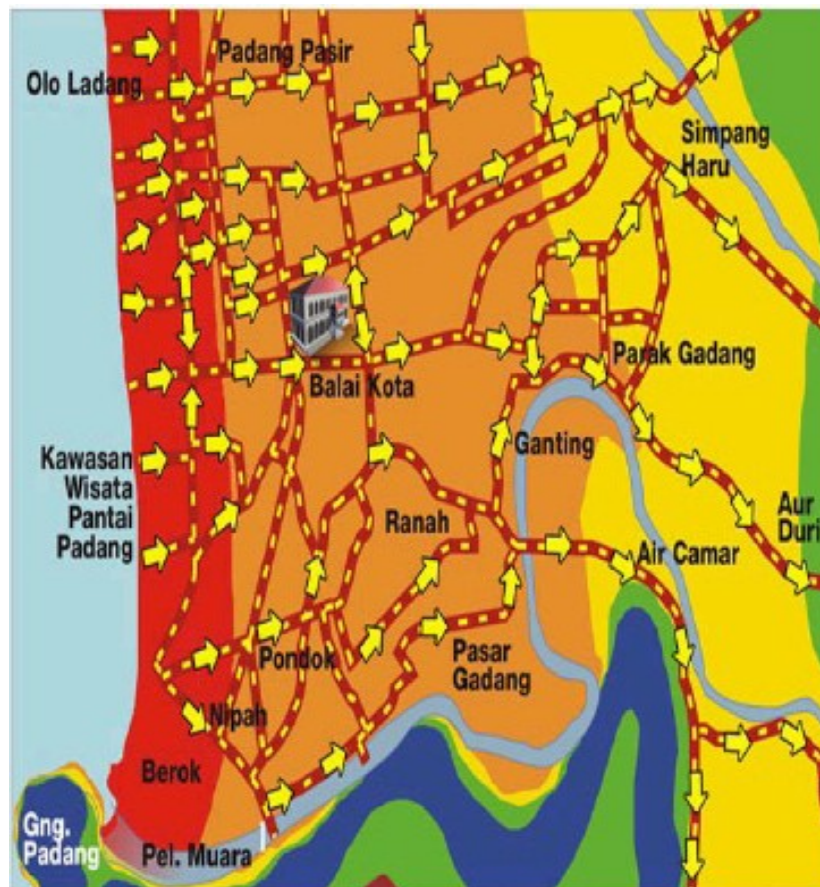 Padang Pasir
Olo Ladang
Simpang
Haru
Balai Kota
Parak Gadang
Kawasan
Wisata
Pantai
Padang
Ganting
Ranah
Aur
Duri
Air Camar
Pondok
Pasar
Gadang
Nipah
Berok
Gng.
Padang
Pel. Muara